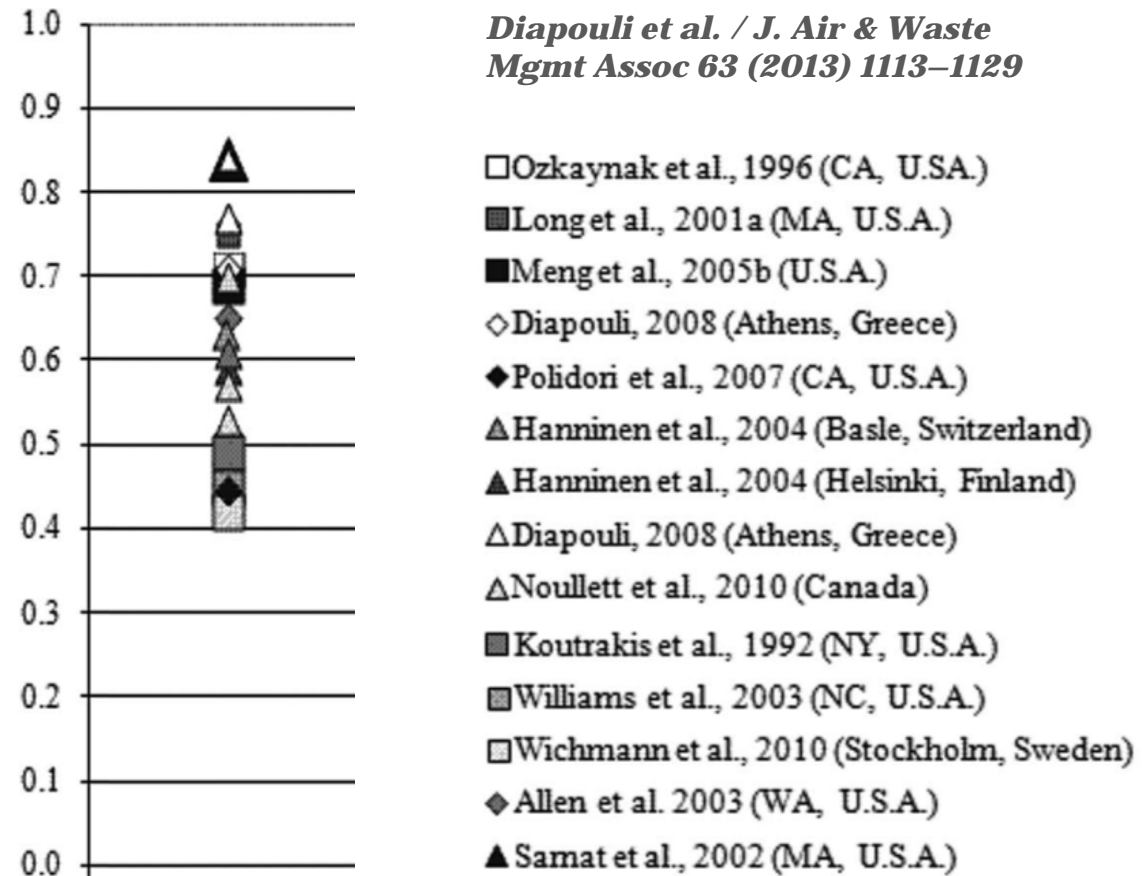 Diapouli et al. / J. Air & Waste
Mgmt Assoc 63 (2013) 1113–1129
1.0
0.9
0.8
0.7
0.6
0.5
0.4
0.3
0.2
0.1
0.0
Ozkaynak et al., 1996 (CA, U.SA.)
Long et al., 2001a (MA, U.S.A.)
Meng et al., 2005b (U.S.A.)
Diapouli, 2008 (Athens, Greece)
Polidori et al., 2007 (CA, U.S.A.)
Hanninen et al., 2004 (Basle, Switzerland)
Hanninen et al., 2004 (Helsinki, Finland)
Diapouli, 2008 (Athens, Greece)
Noullett et al., 2010 (Canada)
Koutrakis et al., 1992 (NY, U.S.A.)
Williams et al., 2003 (NC, U.S.A.)
Wichmann et al., 2010 (Stockholm, Sweden)
Allen et al. 2003 (WA, U.S.A.)
Sarnat et al., 2002 (MA, U.S.A.)